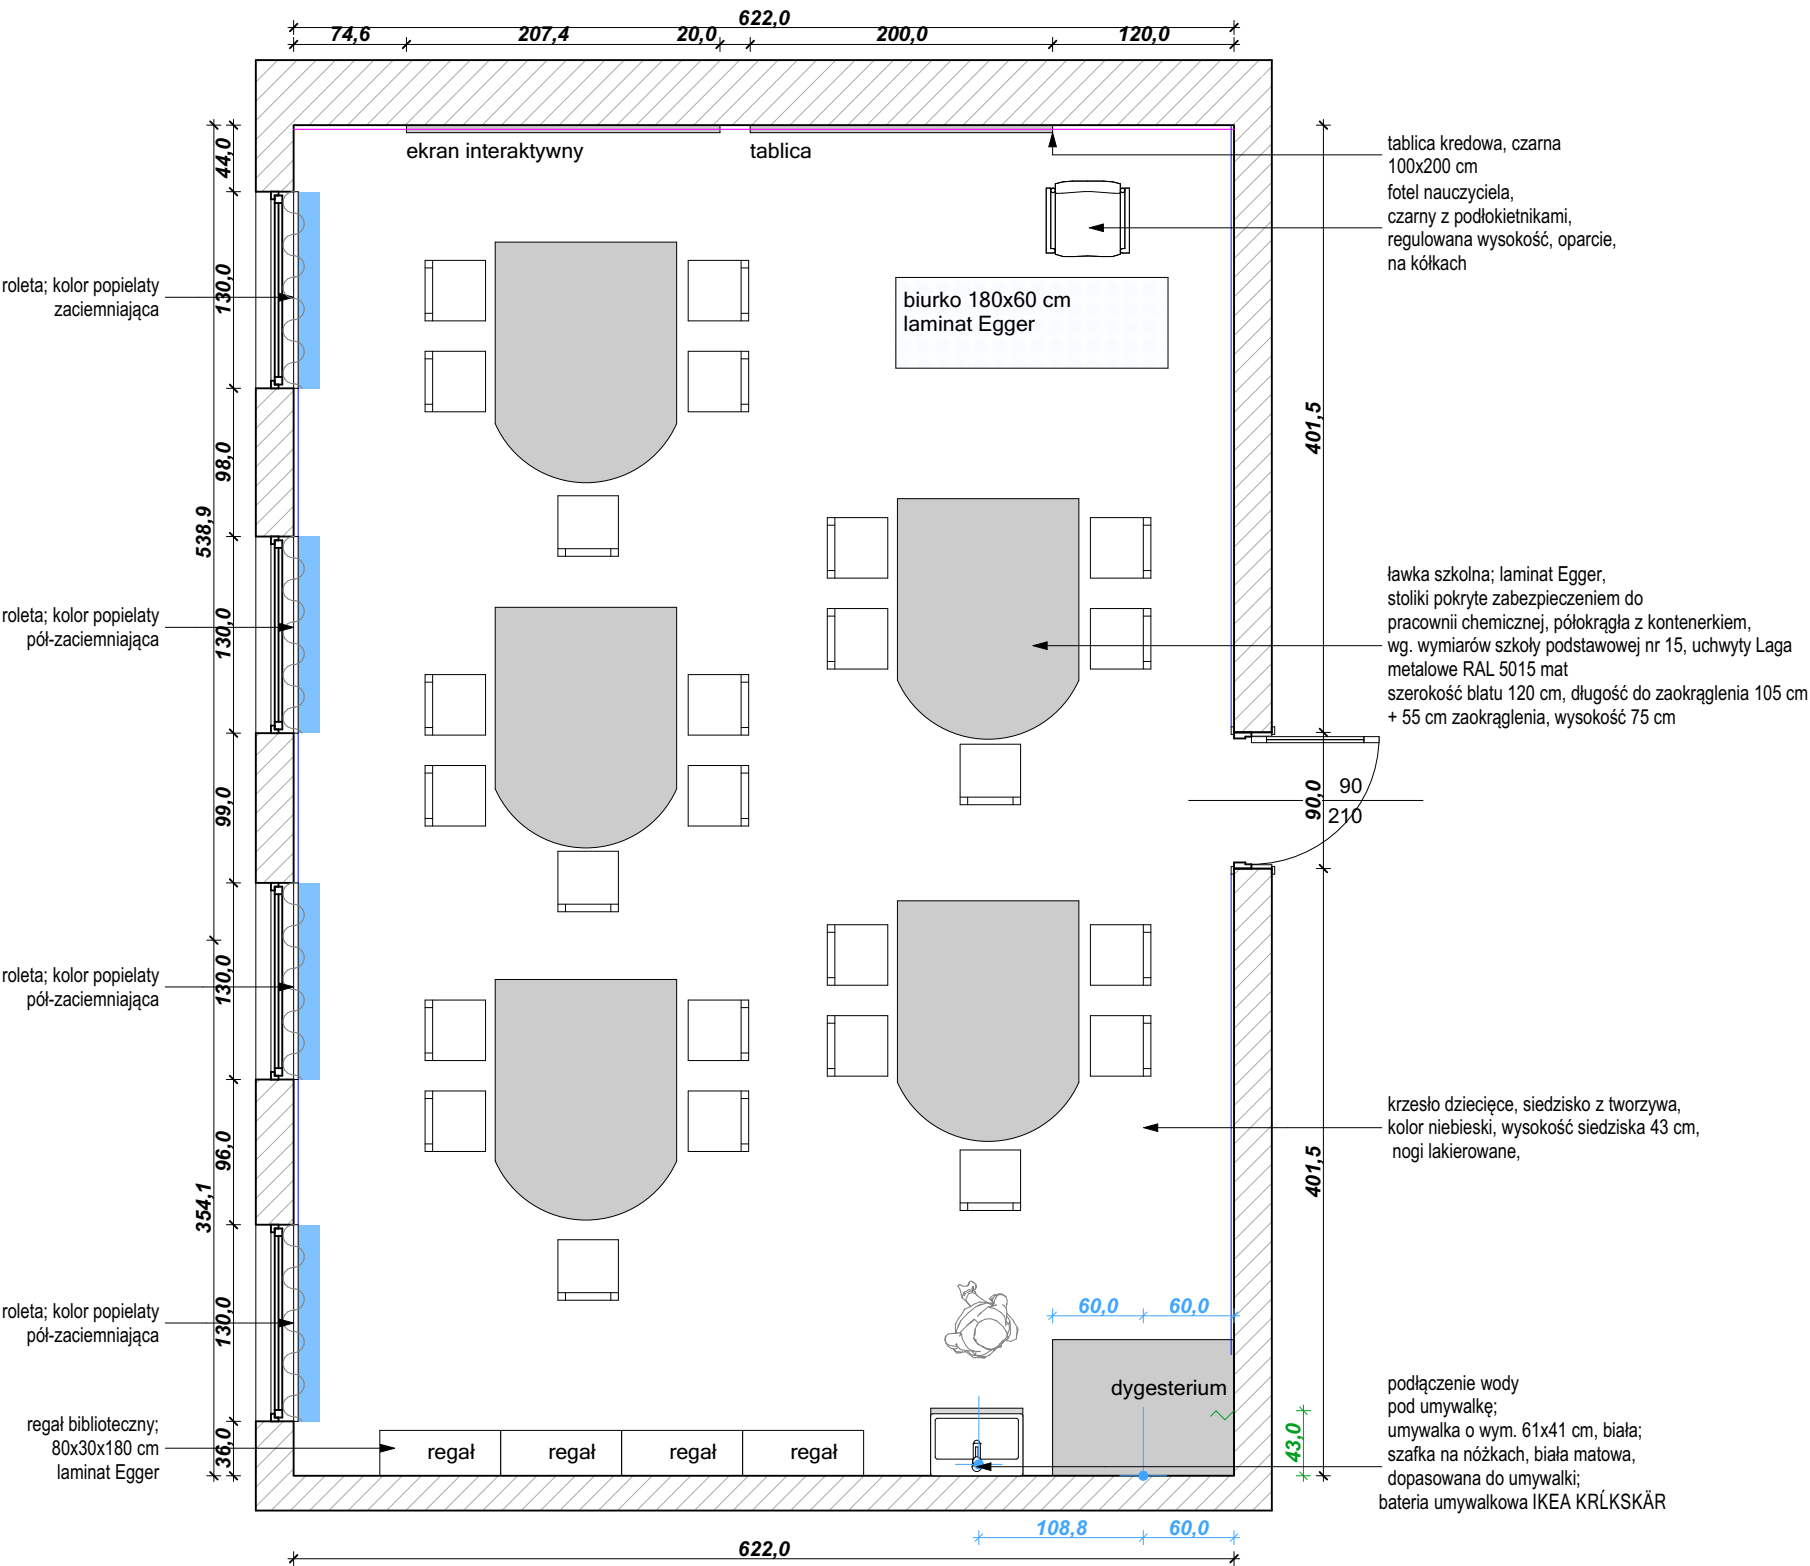 622,0
74,6
207,4
20,0
200,0
120,0
ekran interaktywny
tablica
tablica kredowa, czarna
100x200 cm
fotel nauczyciela,
czarny z podłokietnikami,
regulowana wysokość, oparcie,
na kółkach
44,0
130,0
98,0
538,9
130,0
99,0
130,0
96,0
354,1
130,0
36,0
roleta; kolor popielaty
zaciemniająca
roleta; kolor popielaty
pół-zaciemniająca
roleta; kolor popielaty
pół-zaciemniająca
roleta; kolor popielaty
pół-zaciemniająca
regał biblioteczny;
80x30x180 cm
laminat Egger
biurko 180x60 cm
laminat Egger
401,5
ławka szkolna; laminat Egger,
stoliki pokryte zabezpieczeniem do
pracownii chemicznej, półokrągła z kontenerkiem,
wg. wymiarów szkoły podstawowej nr 15, uchwyty Laga
metalowe RAL 5015 mat
szerokość blatu 120 cm, długość do zaokrąglenia 105 cm
+ 55 cm zaokrąglenia, wysokość 75 cm
90,0
90
210
401,5
krzesło dziecięce, siedzisko z tworzywa,
kolor niebieski, wysokość siedziska 43 cm,
nogi lakierowane,
60,0
60,0
dygesterium
43,0
podłączenie wody
pod umywalkę;
umywalka o wym. 61x41 cm, biała;
szafka na nóżkach, biała matowa,
dopasowana do umywalki;
bateria umywalkowa IKEA KRĹKSKÄR
regał
regał
regał
regał
108,8
60,0
622,0